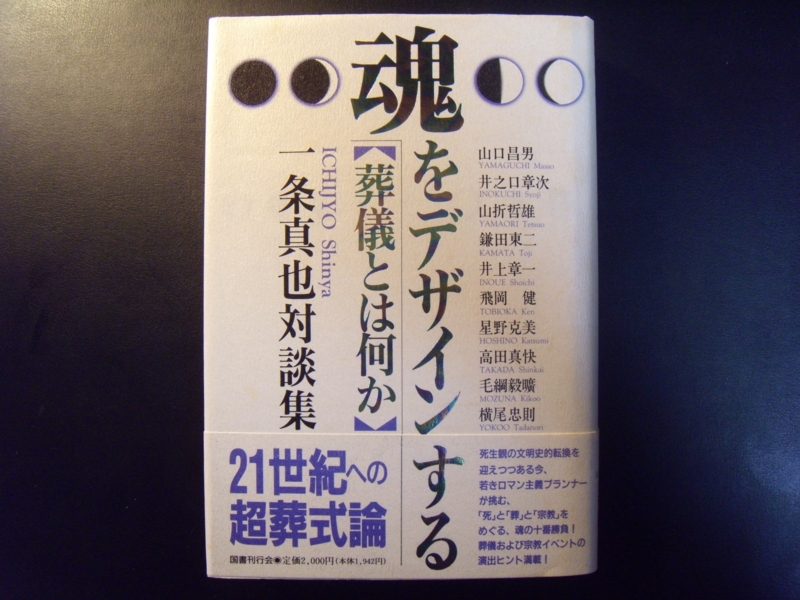 魂をデザインする
【葬儀とは何か】
ICHIJYO Shinya
一条真也対談集
山口昌男
YAMAGUCHI Masao
井之口章次
INOKUCHI Syoji
山折哲雄
YAMAORI Tetsuo
鎌田東二
KAMATA Toji
井上章一
INOUE Shoichi
飛岡 健
TOBIOKA Ken
星野克美
HOSHINO Katsumi
高田真快
TAKADA Shinkai
毛綱毅曠
MOZUNA Kikoo
横尾忠則
YOKOO Tadanori
21世紀への
超葬式論
国書刊行会●定価2,000円(本体1,942円)
死生観の文明史的転換を
迎えつつある今、
若きロマン主義プランナー
が挑む、
「死」と「葬」と「宗教」を
めぐる、魂の十番勝負!
葬儀および宗教イベントの
演出ヒント満載!